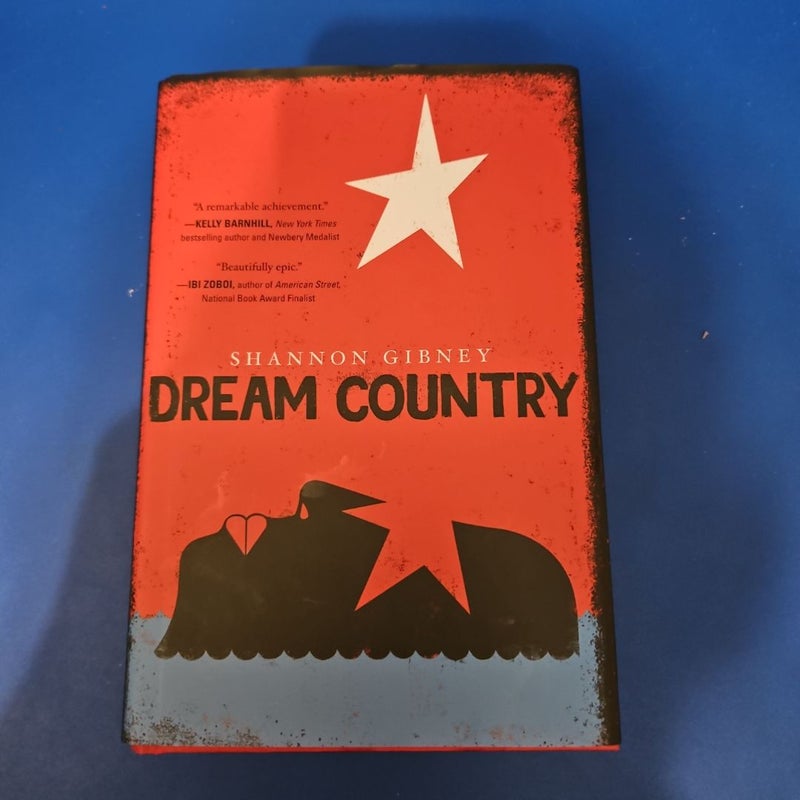 “A remarkable achievement.”
—KELLY BARNHILL, New York Times
bestselling author and Newbery Medalist
“Beautifully epic.”
—IBI ZOBOI, author of American Street,
National Book Award Finalist
SHANNON GIBNEY
DREAM COUNTRY